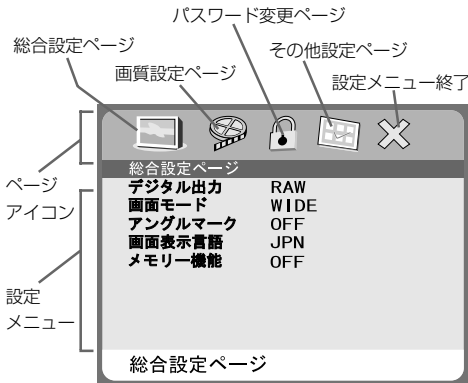 パスワード変更ページ
総合設定ページ
その他設定ページ
画質設定ページ
設定メニュー終了
ページ
アイコン
総合設定ページ
デジタル出力 RAW
画面モード WIDE
アングルマーク OFF
画面表示言語 JPN
メモリー機能 OFF
設定
メニュー
総合設定ページ